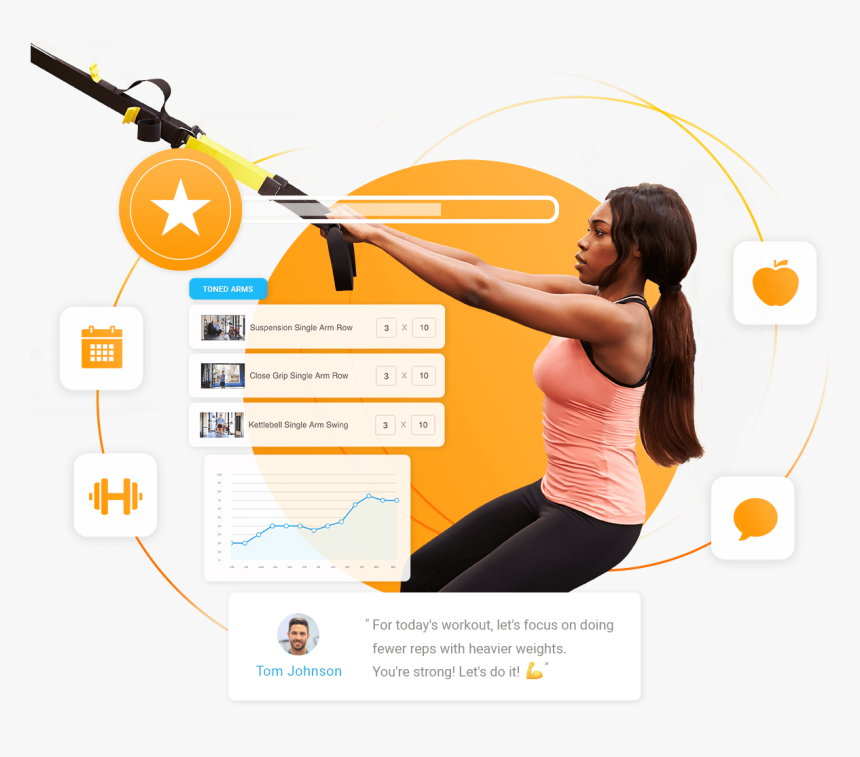 TONED ARMS
Suspension Single Arm Row 3 X 10
Close Grip Single Arm Row 3 X 10
Kettlebell Single Arm Swing 3 X 10
" For today's workout, let's focus on doing
fewer reps with heavier weights.
You're strong! Let's do it! 💪"
Tom Johnson